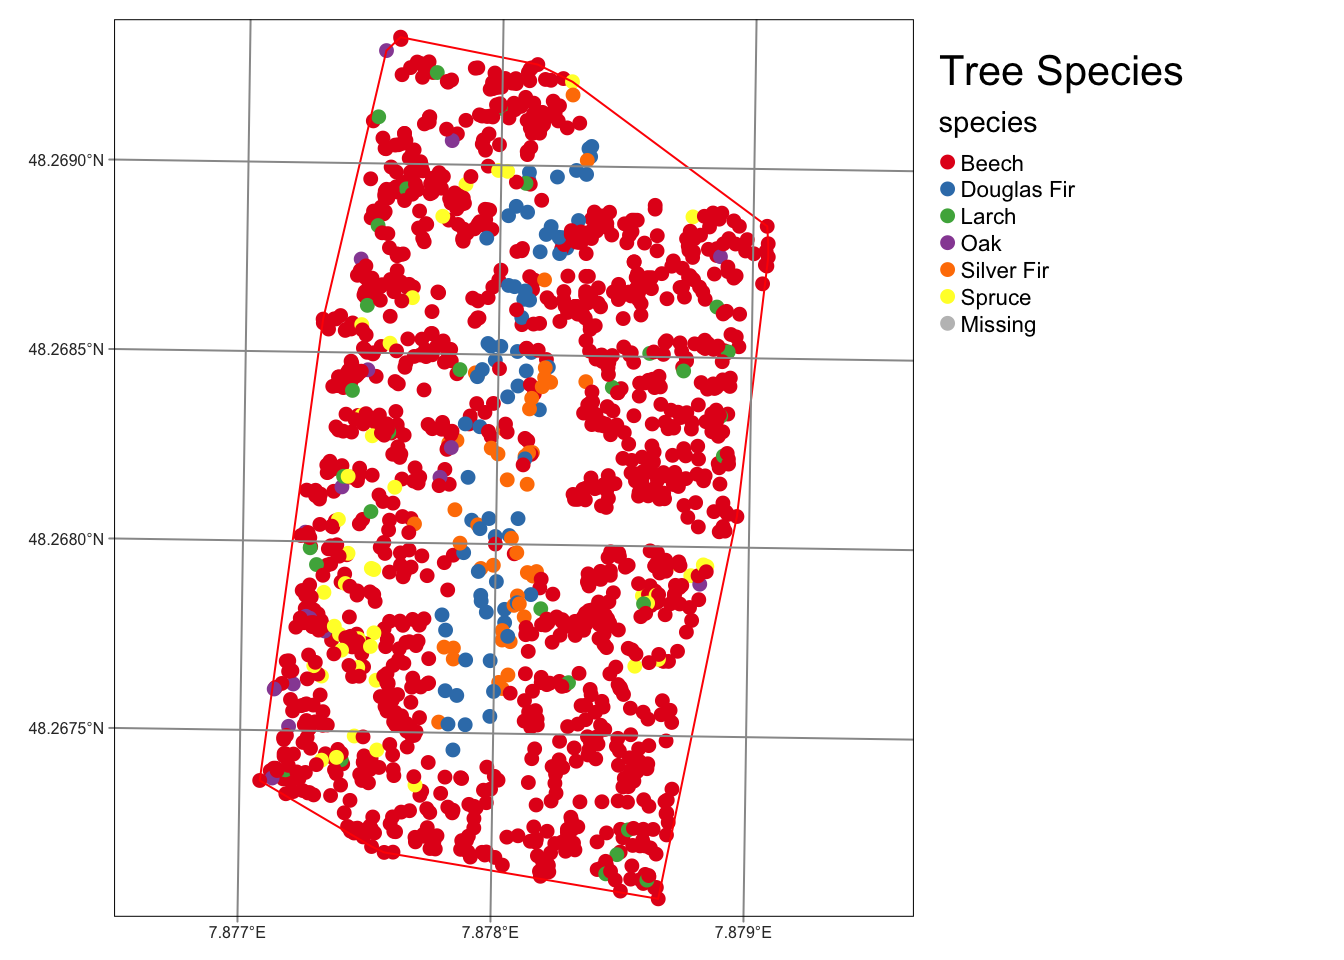 Tree Species
species
Beech
Douglas Fir
Larch
Oak
Silver Fir
Spruce
Missing
48.2690°N
48.2685°N
48.2680°N
48.2675°N
7.877°E
7.878°E
7.879°E